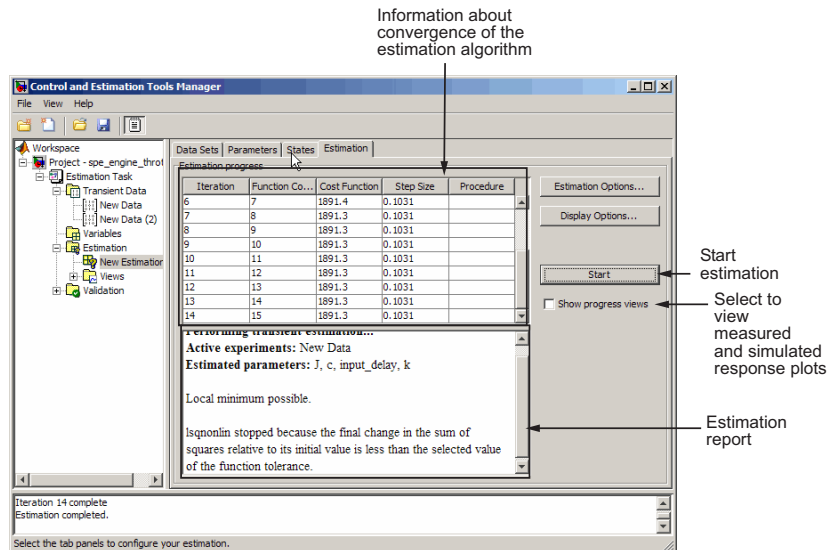 Information about
convergence of the
estimation algorithm
Control and Estimation Tools Manager
File View Help
Workspace
Project - spe_engine_throt
Estimation Task
Transient Data
New Data
New Data (2)
Variables
Estimation
New Estimation
Views
Validation
Data Sets Parameters States Estimation
Estimation progress
Iteration Function Co... Cost Function Step Size Procedure
6 7 1891.4 0.1031
7 8 1891.3 0.1031
8 9 1891.3 0.1031
9 10 1891.3 0.1031
10 11 1891.3 0.1031
11 12 1891.3 0.1031
12 13 1891.3 0.1031
13 14 1891.3 0.1031
14 15 1891.3 0.1031
Performing transient estimation...
Active experiments: New Data
Estimated parameters: J, c, input_delay, k
Local minimum possible.
lsqnonlin stopped because the final change in the sum of
squares relative to its initial value is less than the selected value
of the function tolerance.
Estimation Options...
Display Options...
Start
Show progress views
Start
estimation
Select to
view
measured
and simulated
response plots
Estimation
report
Iteration 14 complete
Estimation completed.
Select the tab panels to configure your estimation.